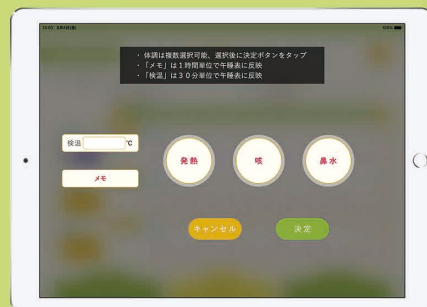 ・体調は複数選択可能、選択後に決定ボタンをタップ
・「メモ」は1時間単位で午睡表に反映
・「検温」は30分単位で午睡表に反映
検温 ℃
発熱 咳 鼻水
メモ
キャンセル 決定